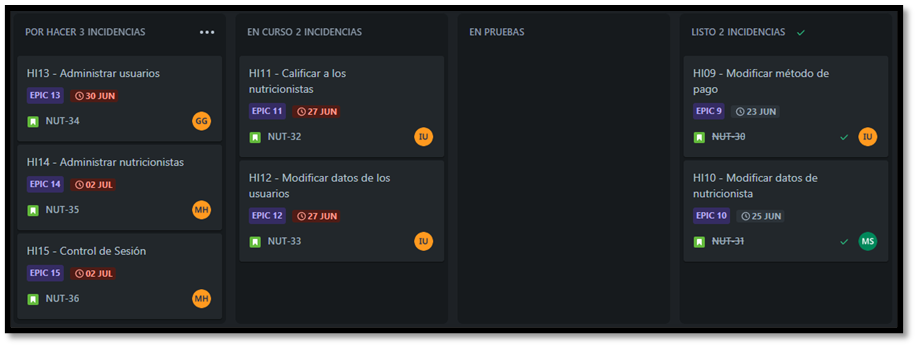 POR HACER 3 INCIDENCIAS
HI13 - Administrar usuarios
EPIC 13 30 JUN
NUT-34 GG
HI14 - Administrar nutricionistas
EPIC 14 02 JUL
NUT-35 MH
HI15 - Control de Sesión
EPIC 15 02 JUL
NUT-36 MH
EN CURSO 2 INCIDENCIAS
HI11 - Calificar a los
nutricionistas
EPIC 11 27 JUN
NUT-32 IU
HI12 - Modificar datos de los
usuarios
EPIC 12 27 JUN
NUT-33 IU
EN PRUEBAS
LISTO 2 INCIDENCIAS
HI09 - Modificar método de
pago
EPIC 9 23 JUN
NUT-30 IU
HI10 - Modificar datos de
nutricionista
EPIC 10 25 JUN
NUT-31 MS